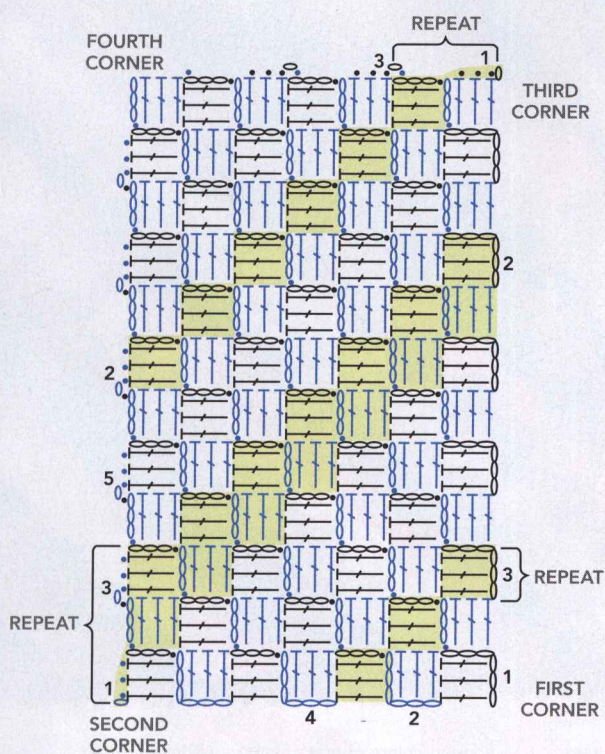 REPEAT
FOURTH
CORNER
3
1
THIRD
CORNER
2
2
5
3
REPEAT
3
REPEAT
1
1
FIRST
CORNER
4
2
SECOND
CORNER